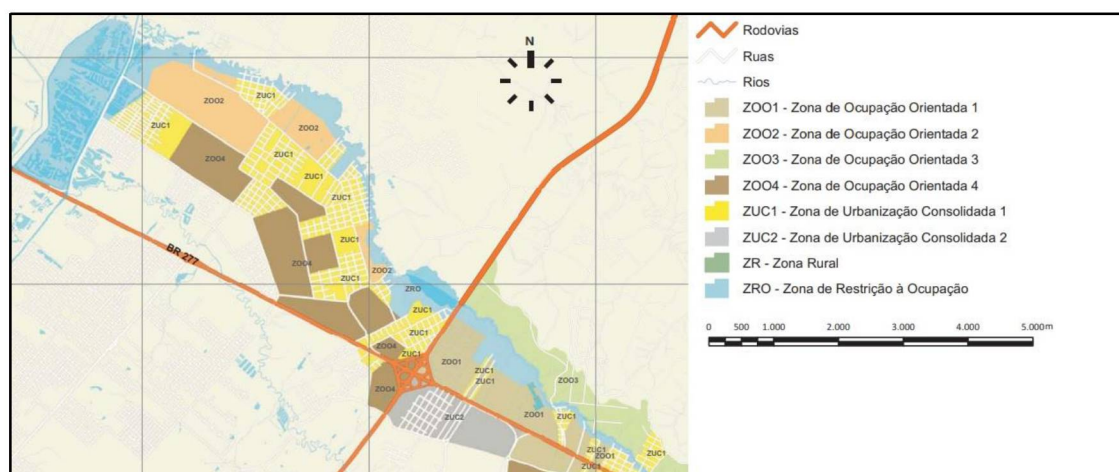 N
ZOO2
ZUC1
ZOO2
ZUC1
ZOO4
ZUC1
ZUC1
ZUC1
BR 277
ZOO4
ZUC1
ZOO2
ZUC1
ZRO
ZUC1
ZUC1
ZOO4
ZUC1
ZOO1
ZUC1
ZUC1
ZOO4
ZOO3
ZUC2
ZOO1
ZUC1
ZUC1
ZOO1
ZUC1
ZUC1
Rodovias
Ruas
Rios
ZOO1 - Zona de Ocupação Orientada 1
ZOO2 - Zona de Ocupação Orientada 2
ZOO3 - Zona de Ocupação Orientada 3
ZOO4 - Zona de Ocupação Orientada 4
ZUC1 - Zona de Urbanização Consolidada 1
ZUC2 - Zona de Urbanização Consolidada 2
ZR - Zona Rural
ZRO - Zona de Restrição à Ocupação
0 500 1.000 2.000 3.000 4.000 5.000m